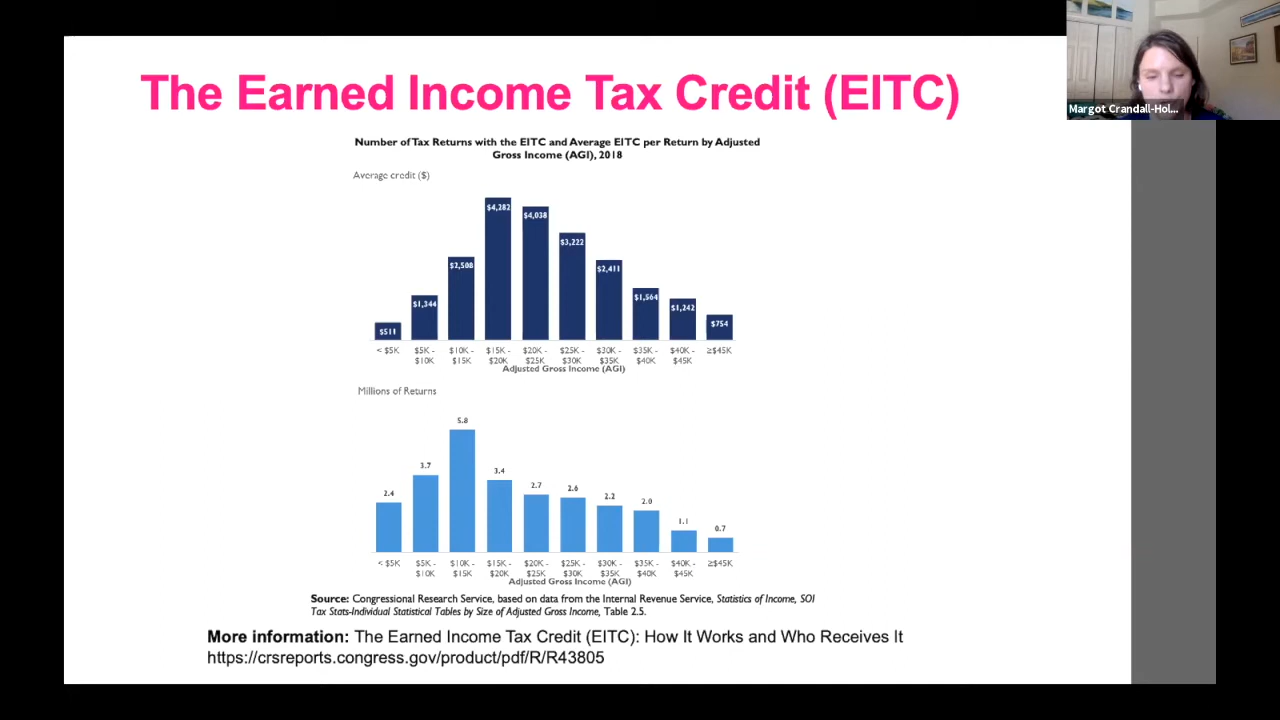 The Earned Income Tax Credit (EITC)
Margot Crandall-Hol...
Number of Tax Returns with the EITC and Average EITC per Return by Adjusted
Gross Income (AGI), 2018
Average credit ($)
$511
$1,344
$2,508
$4,282
$4,038
$3,222
$2,411
$1,564
$1,242
$754
< $5K $5K - $10K - $15K - $20K - $25K - $30K - $35K - $40K - ≥$45K
$10K $15K $20K $25K $30K $35K $40K $45K
Adjusted Gross Income (AGI)
Millions of Returns
2.4
3.7
5.8
3.4
2.7
2.6
2.2
2.0
1.1
0.7
< $5K $5K - $10K - $15K - $20K - $25K - $30K - $35K - $40K - ≥$45K
$10K $15K $20K $25K $30K $35K $40K $45K
Adjusted Gross Income (AGI)
Source: Congressional Research Service, based on data from the Internal Revenue Service, Statistics of Income, SOI
Tax Stats-Individual Statistical Tables by Size of Adjusted Gross Income, Table 2.5.
More information: The Earned Income Tax Credit (EITC): How It Works and Who Receives It
https://crsreports.congress.gov/product/pdf/R/R43805